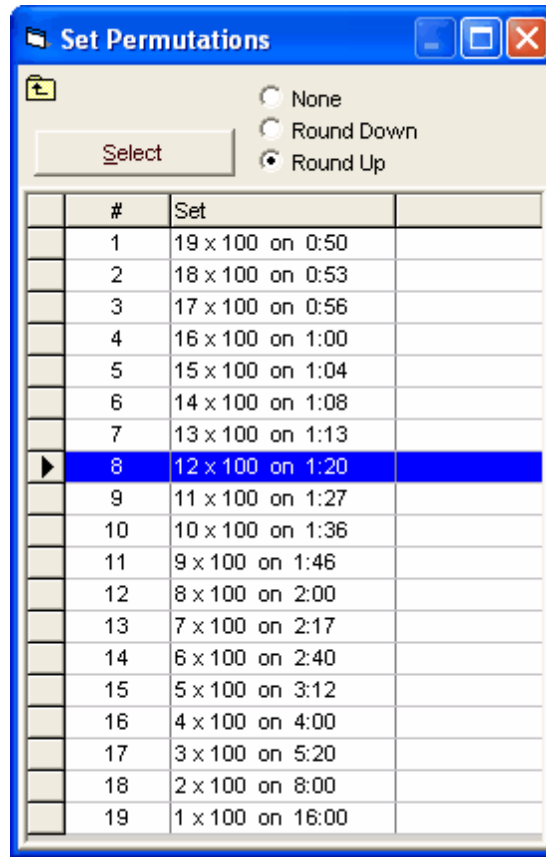 Set Permutations
None
Round Down
Select
Round Up
# Set
1 19 x 100 on 0:50
2 18 x 100 on 0:53
3 17 x 100 on 0:56
4 16 x 100 on 1:00
5 15 x 100 on 1:04
6 14 x 100 on 1:08
7 13 x 100 on 1:13
8 12 x 100 on 1:20
9 11 x 100 on 1:27
10 10 x 100 on 1:36
11 9 x 100 on 1:46
12 8 x 100 on 2:00
13 7 x 100 on 2:17
14 6 x 100 on 2:40
15 5 x 100 on 3:12
16 4 x 100 on 4:00
17 3 x 100 on 5:20
18 2 x 100 on 8:00
19 1 x 100 on 16:00